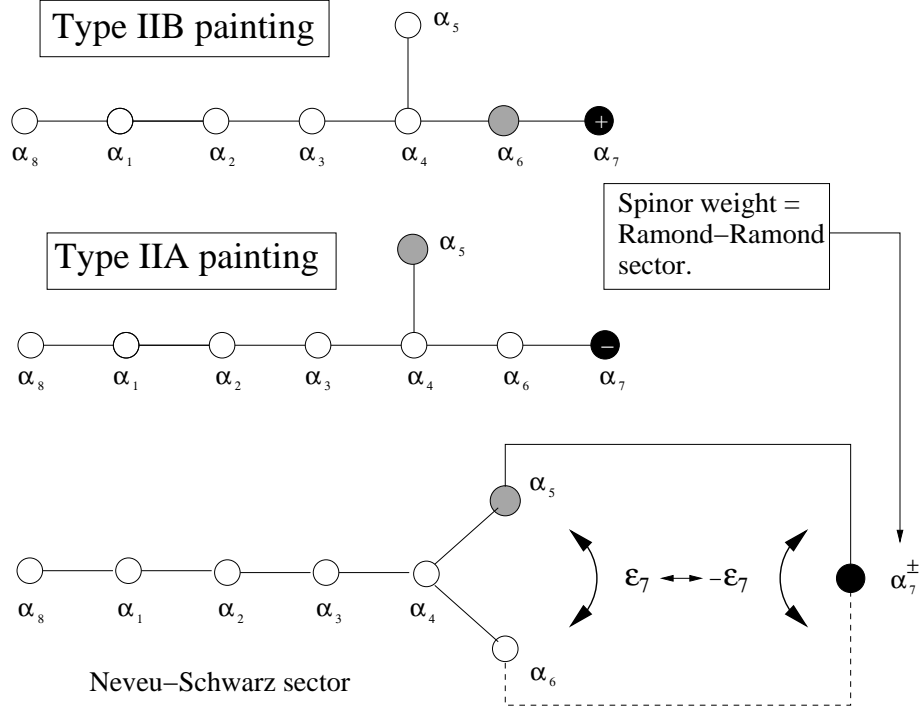 Type IIB painting
α₅
+
α₈ α₁ α₂ α₃ α₄ α₆ α₇
Spinor weight =
Ramond−Ramond
sector.
Type IIA painting
α₅
−
α₈ α₁ α₂ α₃ α₄ α₆ α₇
α₅
ε₇ -ε₇
α₇±
α₈ α₁ α₂ α₃ α₄
α₆
Neveu−Schwarz sector